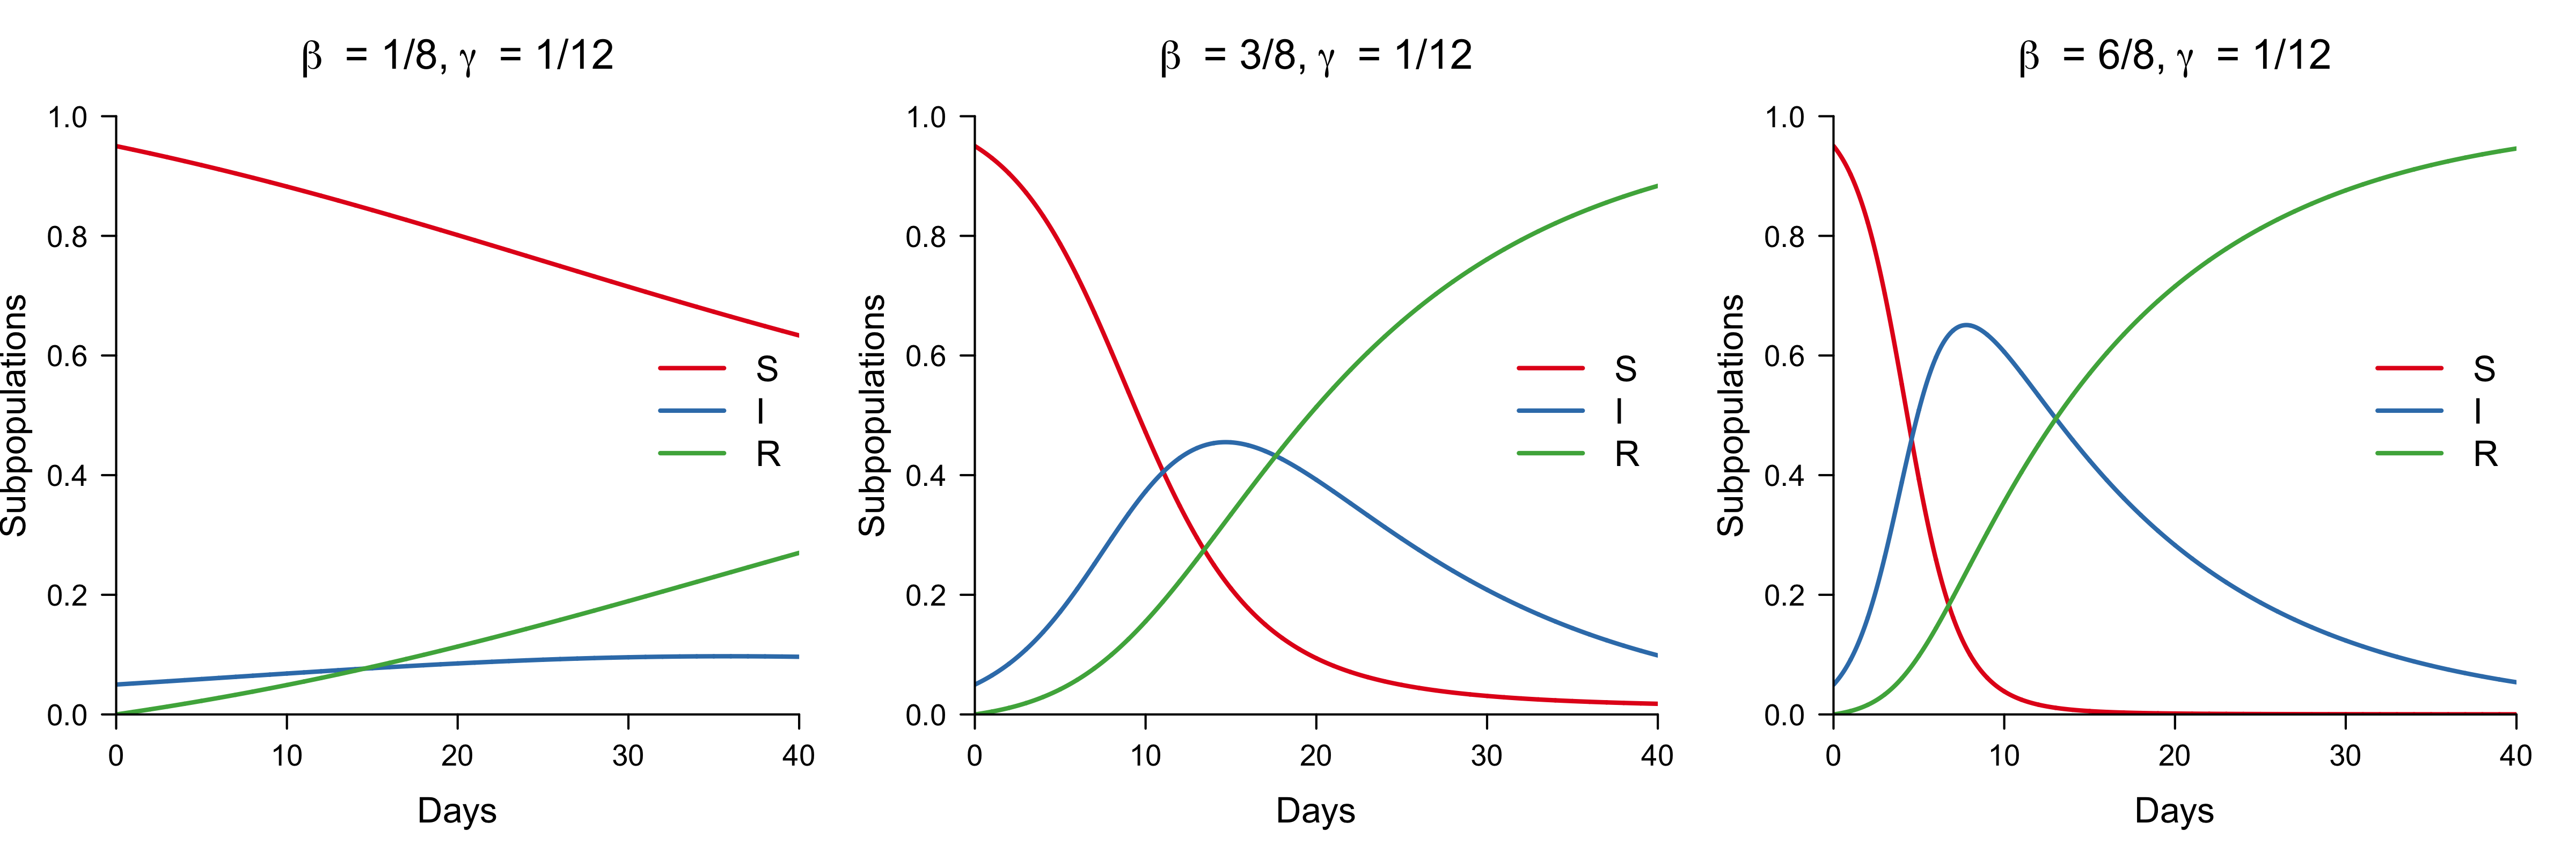 β = 1/8, γ = 1/12
Subpopulations
1.0
0.8
0.6
0.4
0.2
0.0
S
I
R
0 10 20 30 40
Days
β = 3/8, γ = 1/12
Subpopulations
1.0
0.8
0.6
0.4
0.2
0.0
S
I
R
0 10 20 30 40
Days
β = 6/8, γ = 1/12
Subpopulations
1.0
0.8
0.6
0.4
0.2
0.0
S
I
R
0 10 20 30 40
Days